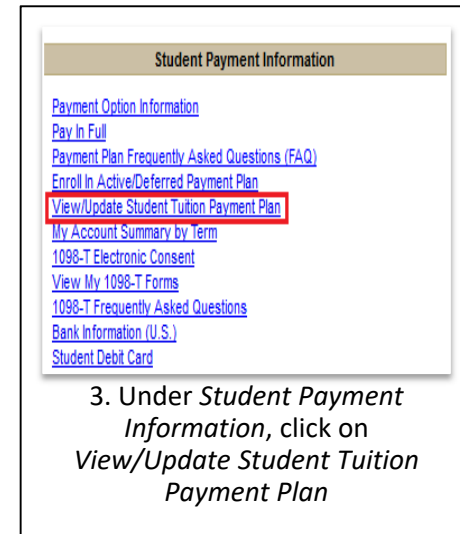 Student Payment Information
Payment Option Information
Pay In Full
Payment Plan Frequently Asked Questions (FAQ)
Enroll In Active/Deferred Payment Plan
View/Update Student Tuition Payment Plan
My Account Summary by Term
1098-T Electronic Consent
View My 1098-T Forms
1098-T Frequently Asked Questions
Bank Information (U.S.)
Student Debit Card
3. Under Student Payment
Information, click on
View/Update Student Tuition
Payment Plan